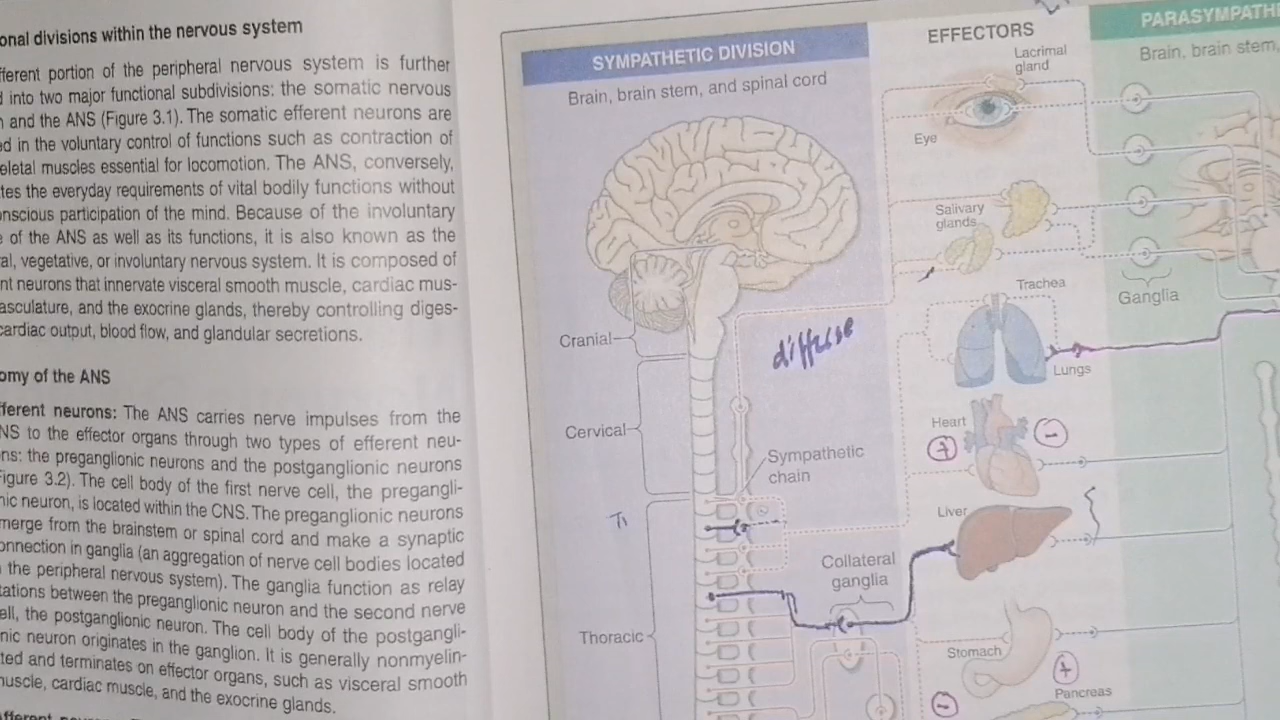 onal divisions within the nervous system
fferent portion of the peripheral nervous system is further
into two major functional subdivisions: the somatic nervous
and the ANS (Figure 3.1). The somatic efferent neurons are
ed in the voluntary control of functions such as contraction of
eletal muscles essential for locomotion. The ANS, conversely,
tes the everyday requirements of vital bodily functions without
onscious participation of the mind. Because of the involuntary
e of the ANS as well as its functions, it is also known as the
al, vegetative, or involuntary nervous system. It is composed of
nt neurons that innervate visceral smooth muscle, cardiac mus-
asculature, and the exocrine glands, thereby controlling diges-
cardiac output, blood flow, and glandular secretions.
omy of the ANS
ferent neurons: The ANS carries nerve impulses from the
NS to the effector organs through two types of efferent neu-
ns: the preganglionic neurons and the postganglionic neurons
Figure 3.2). The cell body of the first nerve cell, the pregangli-
nic neuron, is located within the CNS. The preganglionic neurons
merge from the brainstem or spinal cord and make a synaptic
onnection in ganglia (an aggregation of nerve cell bodies located
the peripheral nervous system). The ganglia function as relay
tations between the preganglionic neuron and the second nerve
ell, the postganglionic neuron. The cell body of the postgangli-
nic neuron originates in the ganglion. It is generally nonmyelin-
ted and terminates on effector organs, such as visceral smooth
muscle, cardiac muscle, and the exocrine glands.
SYMPATHETIC DIVISION
Brain, brain stem, and spinal cord
Cranial
diffuse
Cervical
Sympathetic
chain
T1
Collateral
ganglia
Thoracic
EFFECTORS
Lacrimal
gland
Eye
Salivary
glands
Trachea
Lungs
Heart
+
-
Liver
Stomach
+
-
Pancreas
PARASYMPATHE
Brain, brain stem,
Ganglia